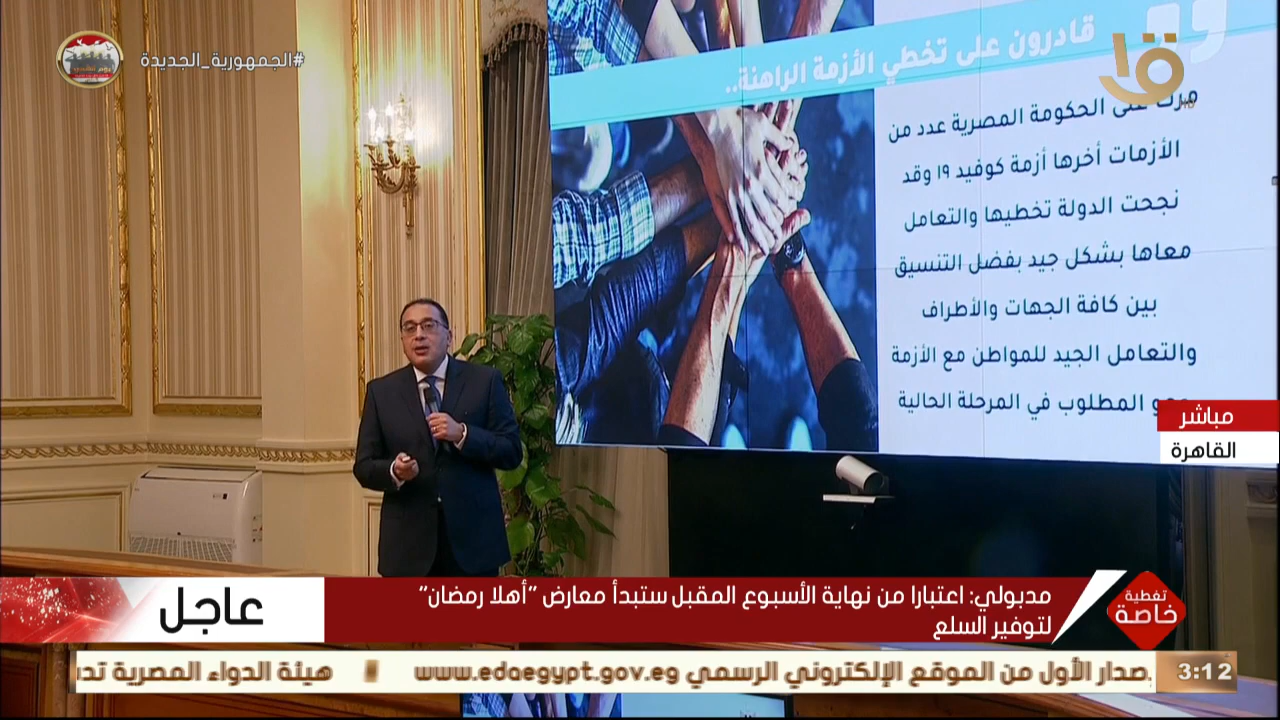 #الجمهورية_الجديدة
قادرون على تخطي الأزمة الراهنة..
مرت على الحكومة المصرية عدد من
الأزمات أخرها أزمة كوفيد ١٩ وقد
نجحت الدولة تخطيها والتعامل
معاها بشكل جيد بفضل التنسيق
بين كافة الجهات والأطراف
والتعامل الجيد للمواطن مع الأزمة
المطلوب في المرحلة الحالية
مباشر
القاهرة
تغطية
خاصة
مدبولي: اعتبارا من نهاية الأسبوع المقبل ستبدأ معارض "أهلا رمضان"
لتوفير السلع
عاجل
3:12
صدار الأول من الموقع الإلكتروني الرسمي www.edaegypt.gov.eg هيئة الدواء المصرية